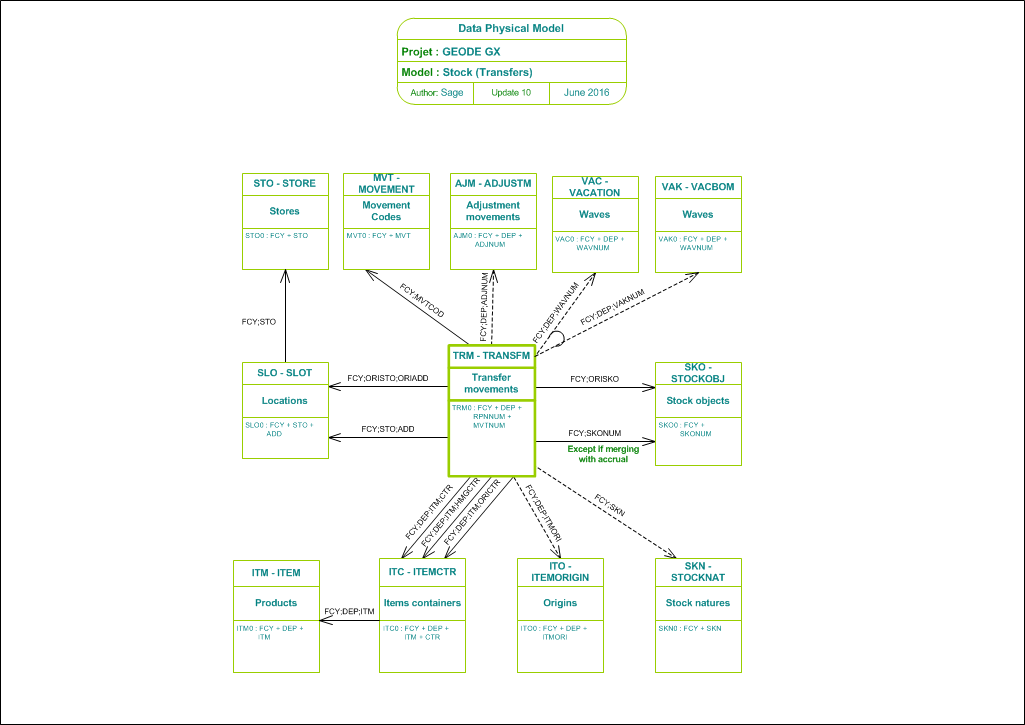 Data Physical Model
Projet : GEODE GX
Model : Stock (Transfers)
Author: Sage
Update 10
June 2016
STO - STORE
Stores
STO0 : FCY + STO
MVT -
MOVEMENT
Movement
Codes
MVT0 : FCY + MVT
AJM - ADJUSTM
Adjustment
movements
AJM0 : FCY + DEP +
ADJNUM
VAC -
VACATION
Waves
VAC0 : FCY + DEP +
WAVNUM
VAK - VACBOM
Waves
VAK0 : FCY + DEP +
WAVNUM
FCY;STO
FCY;MVTCOD
FCY;DEP;ADJNUM
FCY;DEP;WAVNUM
FCY;DEP;VAKNUM
SLO - SLOT
Locations
SLO0 : FCY + STO +
ADD
FCY;ORISTO;ORIADD
FCY;STO;ADD
TRM - TRANSFM
Transfer
movements
TRM0 : FCY + DEP +
RPNNUM +
MVTNUM
FCY;ORISKO
FCY;SKONUM
Except if merging
with accrual
SKO -
STOCKOBJ
Stock objects
SKO0 : FCY +
SKONUM
FCY;DEP;ITM;CTR
FCY;DEP;ITM;HMGCTR
FCY;DEP;ITM;ORICTR
FCY;DEP;ITMORI
FCY;SKN
ITM - ITEM
Products
ITM0 : FCY + DEP +
ITM
FCY;DEP;ITM
ITC - ITEMCTR
Items containers
ITC0 : FCY + DEP +
ITM + CTR
ITO -
ITEMORIGIN
Origins
ITO0 : FCY + DEP +
ITMORI
SKN -
STOCKNAT
Stock natures
SKN0 : FCY + SKN